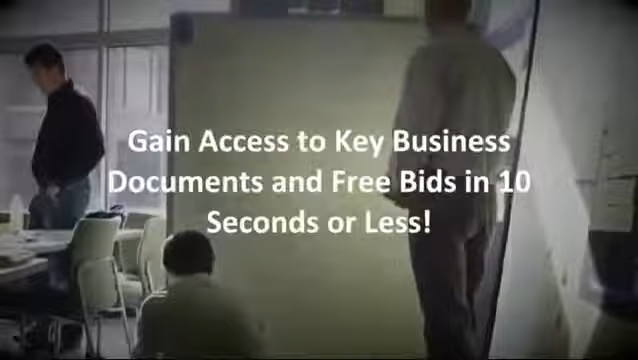 Gain Access to Key Business
Documents and Free Bids in 10
Seconds or Less!